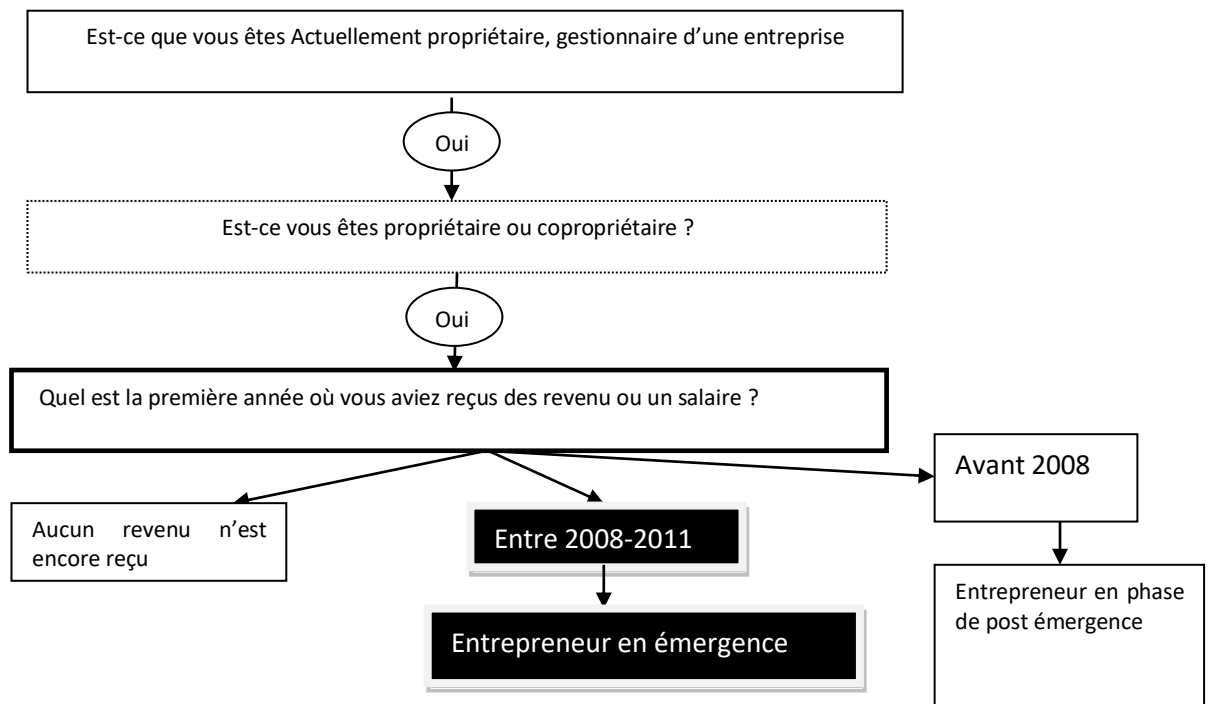 Est-ce que vous êtes Actuellement propriétaire, gestionnaire d’une entreprise
Oui
Est-ce vous êtes propriétaire ou copropriétaire ?
Oui
Quel est la première année où vous aviez reçus des revenu ou un salaire ?
Avant 2008
Aucun revenu n’est
encore reçu
Entre 2008-2011
Entrepreneur en phase
de post émergence
Entrepreneur en émergence